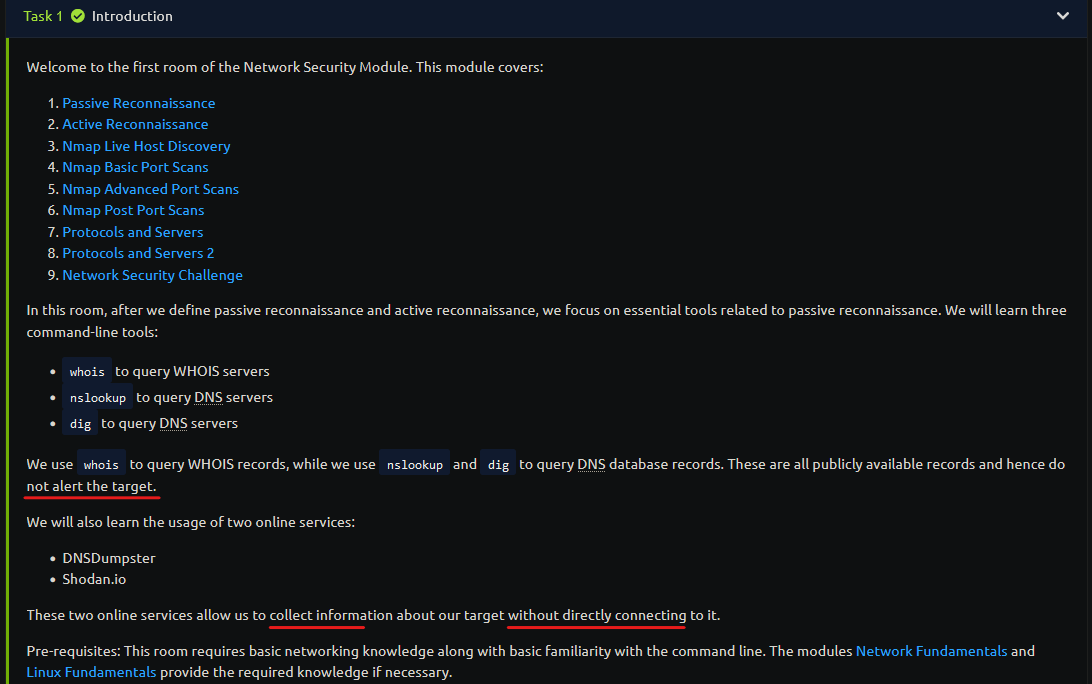 Task 1 Introduction
Welcome to the first room of the Network Security Module. This module covers:
1. Passive Reconnaissance
2. Active Reconnaissance
3. Nmap Live Host Discovery
4. Nmap Basic Port Scans
5. Nmap Advanced Port Scans
6. Nmap Post Port Scans
7. Protocols and Servers
8. Protocols and Servers 2
9. Network Security Challenge
In this room, after we define passive reconnaissance and active reconnaissance, we focus on essential tools related to passive reconnaissance. We will learn three
command-line tools:
• whois to query WHOIS servers
• nslookup to query DNS servers
• dig to query DNS servers
We use whois to query WHOIS records, while we use nslookup and dig to query DNS database records. These are all publicly available records and hence do
not alert the target.
We will also learn the usage of two online services:
• DNSDumpster
• Shodan.io
These two online services allow us to collect information about our target without directly connecting to it.
Pre-requisites: This room requires basic networking knowledge along with basic familiarity with the command line. The modules Network Fundamentals and
Linux Fundamentals provide the required knowledge if necessary.